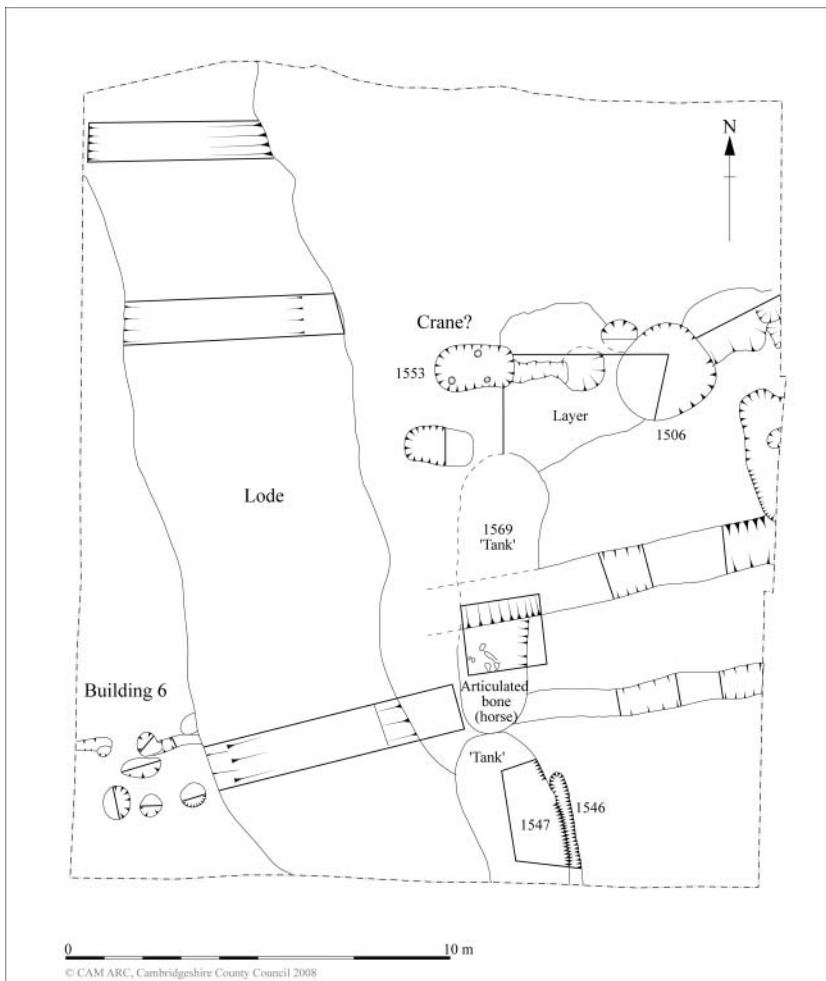 N
Crane?
1553
Layer
1506
Lode
1569
'Tank'
Building 6
Articulated
bone
(horse)
'Tank'
1546
1547
0
10 m
© CAM ARC, Cambridgeshire County Council 2008